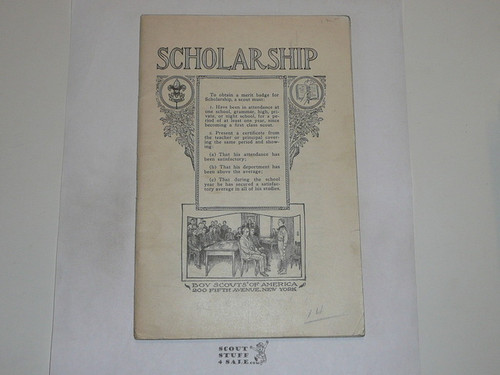 SCHOLARSHIP
To obtain a merit badge for
Scholarship, a scout must:
1. Have been in attendance at
one school, grammar, high, pri-
vate, or night school, for a pe-
riod of at least one year, since
becoming a first class scout.
2. Present a certificate from
the teacher or principal cover-
ing the same period and show-
ing:
(a) That his attendance has
been satisfactory;
(b) That his deportment has
been above the average;
(c) That during the school
year he has secured a satisfac-
tory average in all of his studies.
BOY SCOUTS OF AMERICA
200 FIFTH AVENUE, NEW YORK
SCOUT
STUFF
4 SALE